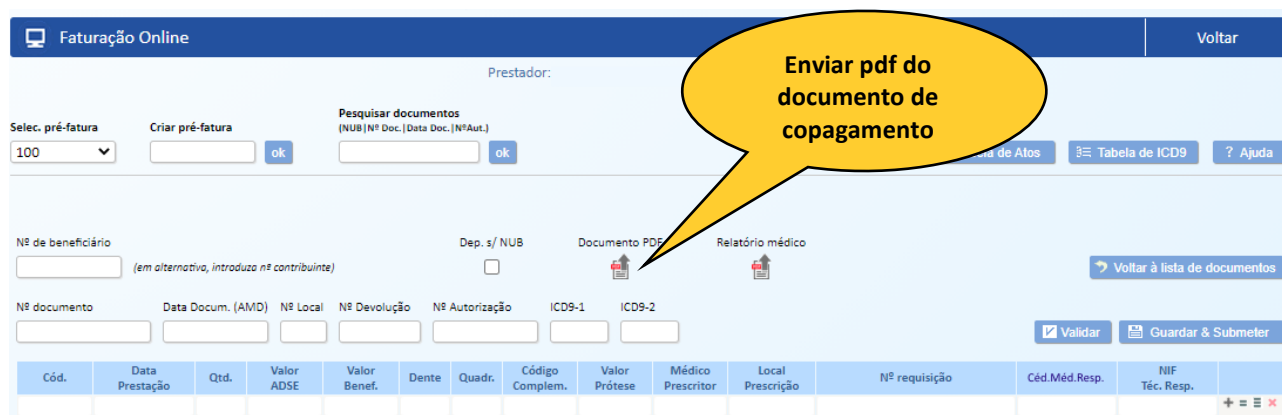 Faturação Online
Voltar
Prestador:
Enviar pdf do
documento de
copagamento
Selec. pré-fatura
Criar pré-fatura
Pesquisar documentos
(NUB|Nº Doc.|Data Doc.|NºAut.)
100
ok
ok
de Atos
Tabela de ICD9
? Ajuda
Nº de beneficiário
Dep. s/ NUB
Documento PDF
Relatório médico
(em alternativa, introduza nº contribuinte)
Voltar à lista de documentos
Nº documento
Data Docum. (AMD)
Nº Local
Nº Devolução
Nº Autorização
ICD9-1
ICD9-2
Validar
Guardar & Submeter
Cód.
Data
Prestação
Qtd.
Valor
ADSE
Valor
Benef.
Dente
Quadr.
Código
Complem.
Valor
Prótese
Médico
Prescritor
Local
Prescrição
Nº requisição
Céd.Méd.Resp.
NIF
Téc. Resp.